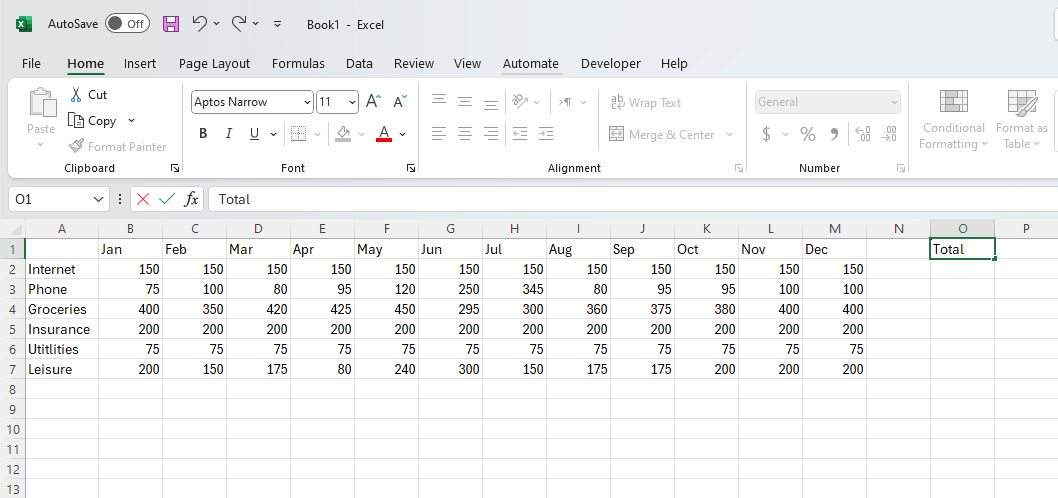 AutoSave Off Book1 - Excel
File Home Insert Page Layout Formulas Data Review View Automate Developer Help
Paste Cut Copy Format Painter
Clipboard
Aptos Narrow 11 A A
B I U A
Font
ab Wrap Text
Merge & Center
Alignment
General
$ % 9 .00 .00
Number
Conditional Formatting
Format as Table
O1 fx Total
A B C D E F G H I J K L M N O P
1 Jan Feb Mar Apr May Jun Jul Aug Sep Oct Nov Dec Total
2 Internet 150 150 150 150 150 150 150 150 150 150 150 150
3 Phone 75 100 80 95 120 250 345 80 95 95 100 100
4 Groceries 400 350 420 425 450 295 300 360 375 380 400 400
5 Insurance 200 200 200 200 200 200 200 200 200 200 200 200
6 Utitlities 75 75 75 75 75 75 75 75 75 75 75 75
7 Leisure 200 150 175 80 240 300 150 175 175 200 200 200
8
9
10
11
12
13